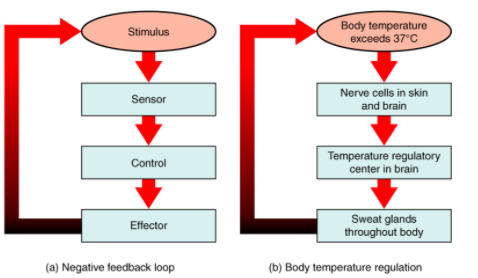 Stimulus
Sensor
Control
Effector
(a) Negative feedback loop
Body temperature
exceeds 37°C
Nerve cells in skin
and brain
Temperature regulatory
center in brain
Sweat glands
throughout body
(b) Body temperature regulation